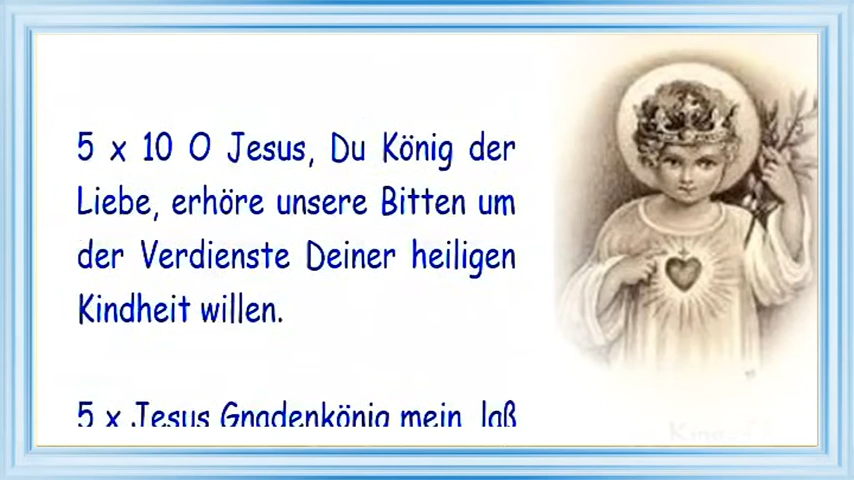 5 x 10 O Jesus, Du König der
Liebe, erhöre unsere Bitten um
der Verdienste Deiner heiligen
Kindheit willen.
5 x Jesus Gnadenkönig mein laß